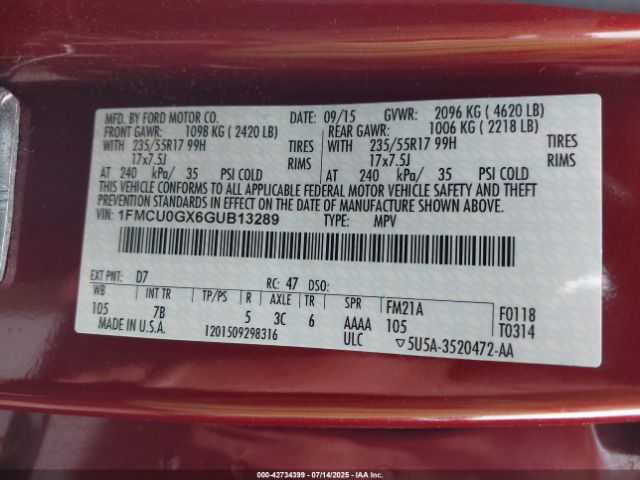 MFD. BY FORD MOTOR CO. DATE: 09/15 GVWR: 2096 KG ( 4620 LB)
FRONT GAWR: 1098 KG ( 2420 LB) REAR GAWR: 1006 KG ( 2218 LB)
WITH 235/55R17 99H TIRES WITH 235/55R17 99H TIRES
17x7.5J RIMS 17x7.5J RIMS
AT 240 kPa/ 35 PSI COLD AT 240 kPa/ 35 PSI COLD
THIS VEHICLE CONFORMS TO ALL APPLICABLE FEDERAL MOTOR VEHICLE SAFETY AND THEFT
PREVENTION STANDARDS IN EFFECT ON THE DATE OF MANUFACTURE SHOWN ABOVE.
VIN: 1FMCU0GX6GUB13289 TYPE: MPV
EXT PNT: D7 RC: 47 DSO:
WB INT TR TP/PS R AXLE TR SPR FM21A F0118
105 7B 5 3C 6 AAAA 105 T0314
MADE IN U.S.A. 1201509298316 ULC ▽5U5A-3520472-AA
000-42734399 | 07/14/2025 | IAA Inc.